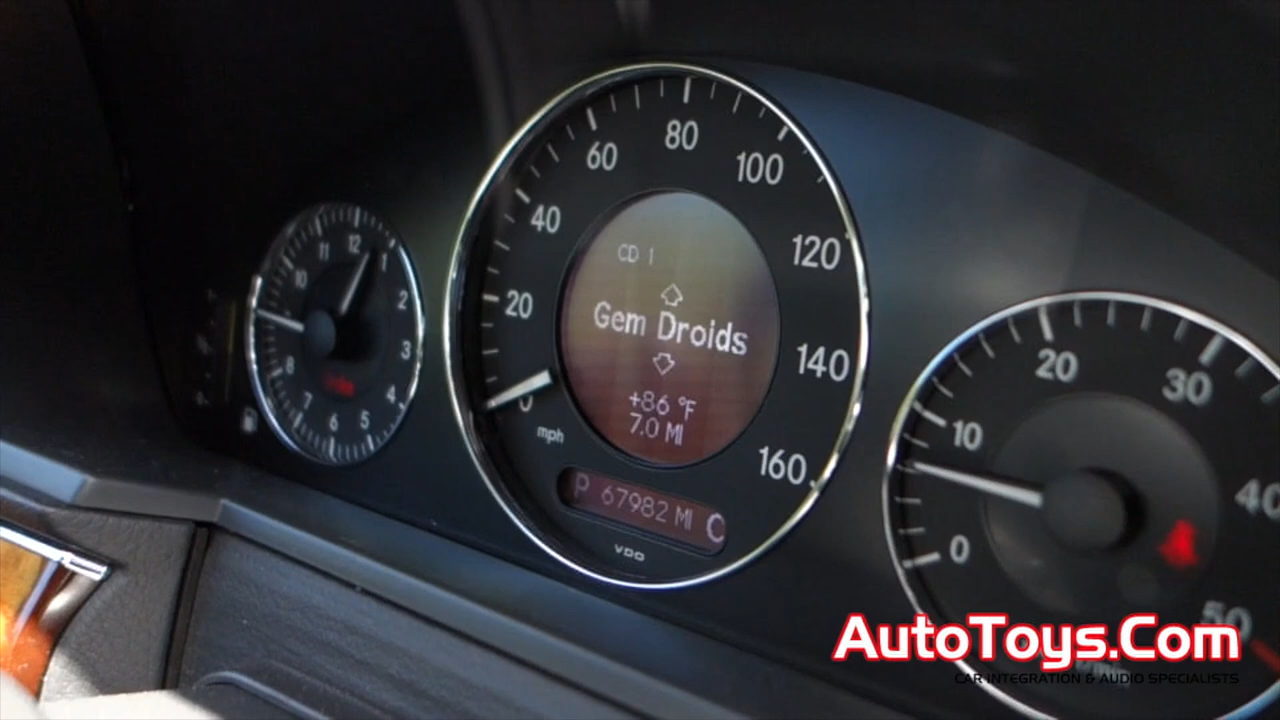 12
11
1
10
2
3
8
4
7
5
6
80
60
100
40
120
20
140
0
160
mph
CD 1
Gem Droids
+86 °F
7.0 MI
P 67982 MI C
VDO
20
30
10
40
0
50
AutoToys.Com
CAR INTEGRATION & AUDIO SPECIALISTS